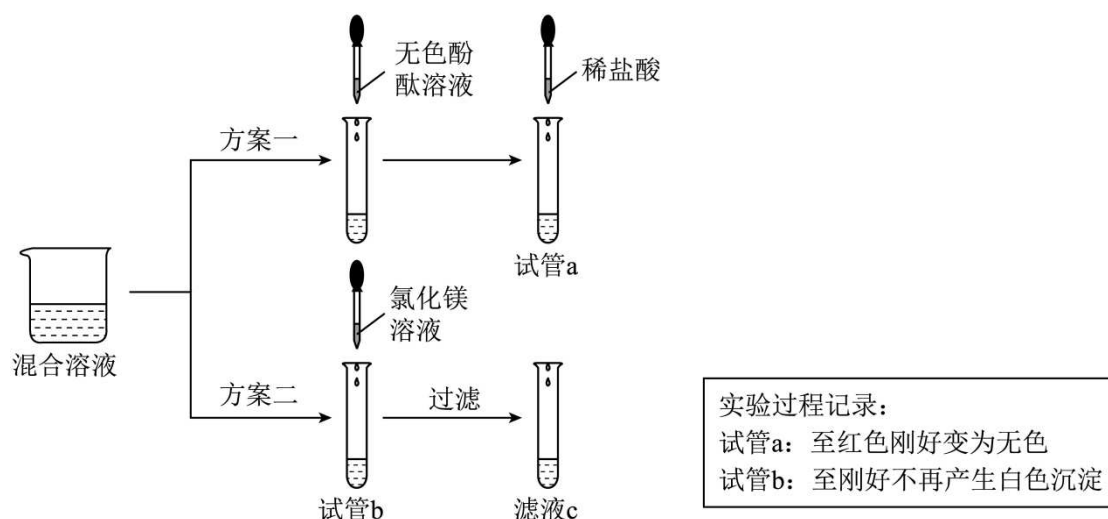 无色酚
酞溶液
稀盐酸
方案一
试管a
氯化镁
溶液
混合溶液
方案二
过滤
试管b
滤液c
实验过程记录：
试管a：至红色刚好变为无色
试管b：至刚好不再产生白色沉淀